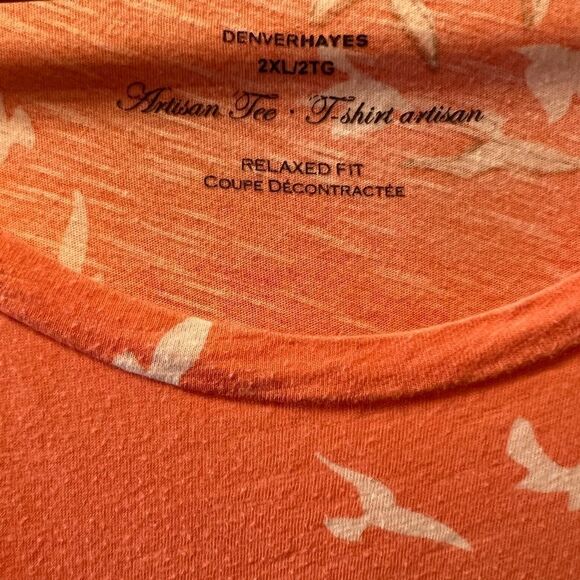 DENVERHAYES
2XL/2TG
Artisan Tee · T-shirt artisan
RELAXED FIT
COUPE DÉCONTRACTÉE